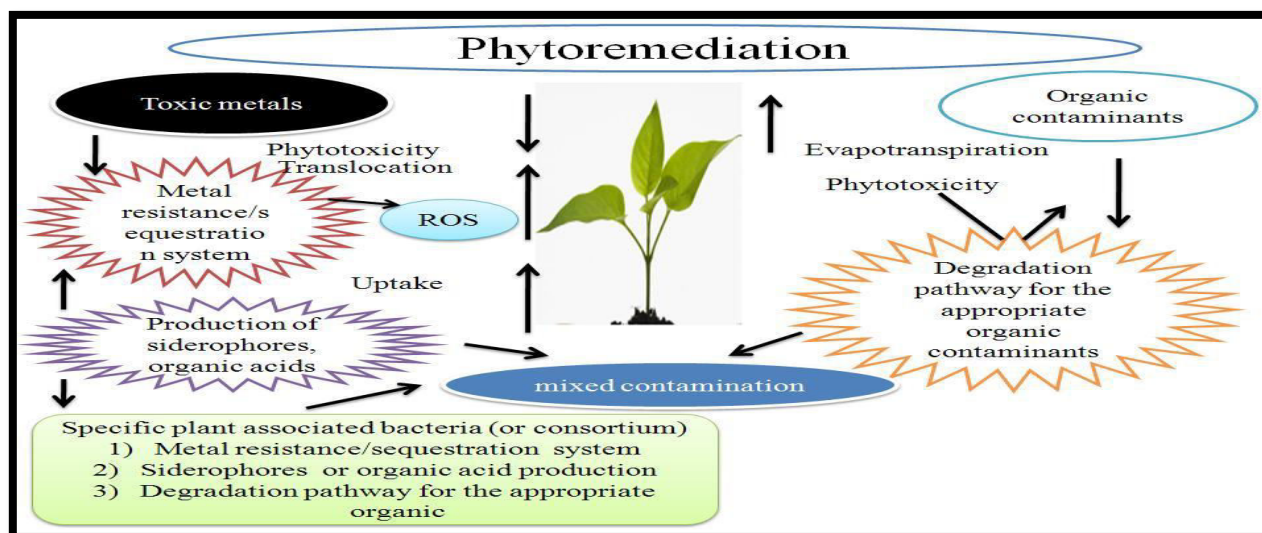 Phytoremediation
Toxic metals
Organic
contaminants
Phytotoxicity
Translocation
Evapotranspiration
Phytotoxicity
Metal
resistance/s
equestratio
n system
ROS
Uptake
Degradation
pathway for the
appropriate
organic
contaminants
Production of
siderophores,
organic acids
mixed contamination
Specific plant associated bacteria (or consortium)
1) Metal resistance/sequestration system
2) Siderophores or organic acid production
3) Degradation pathway for the appropriate
organic